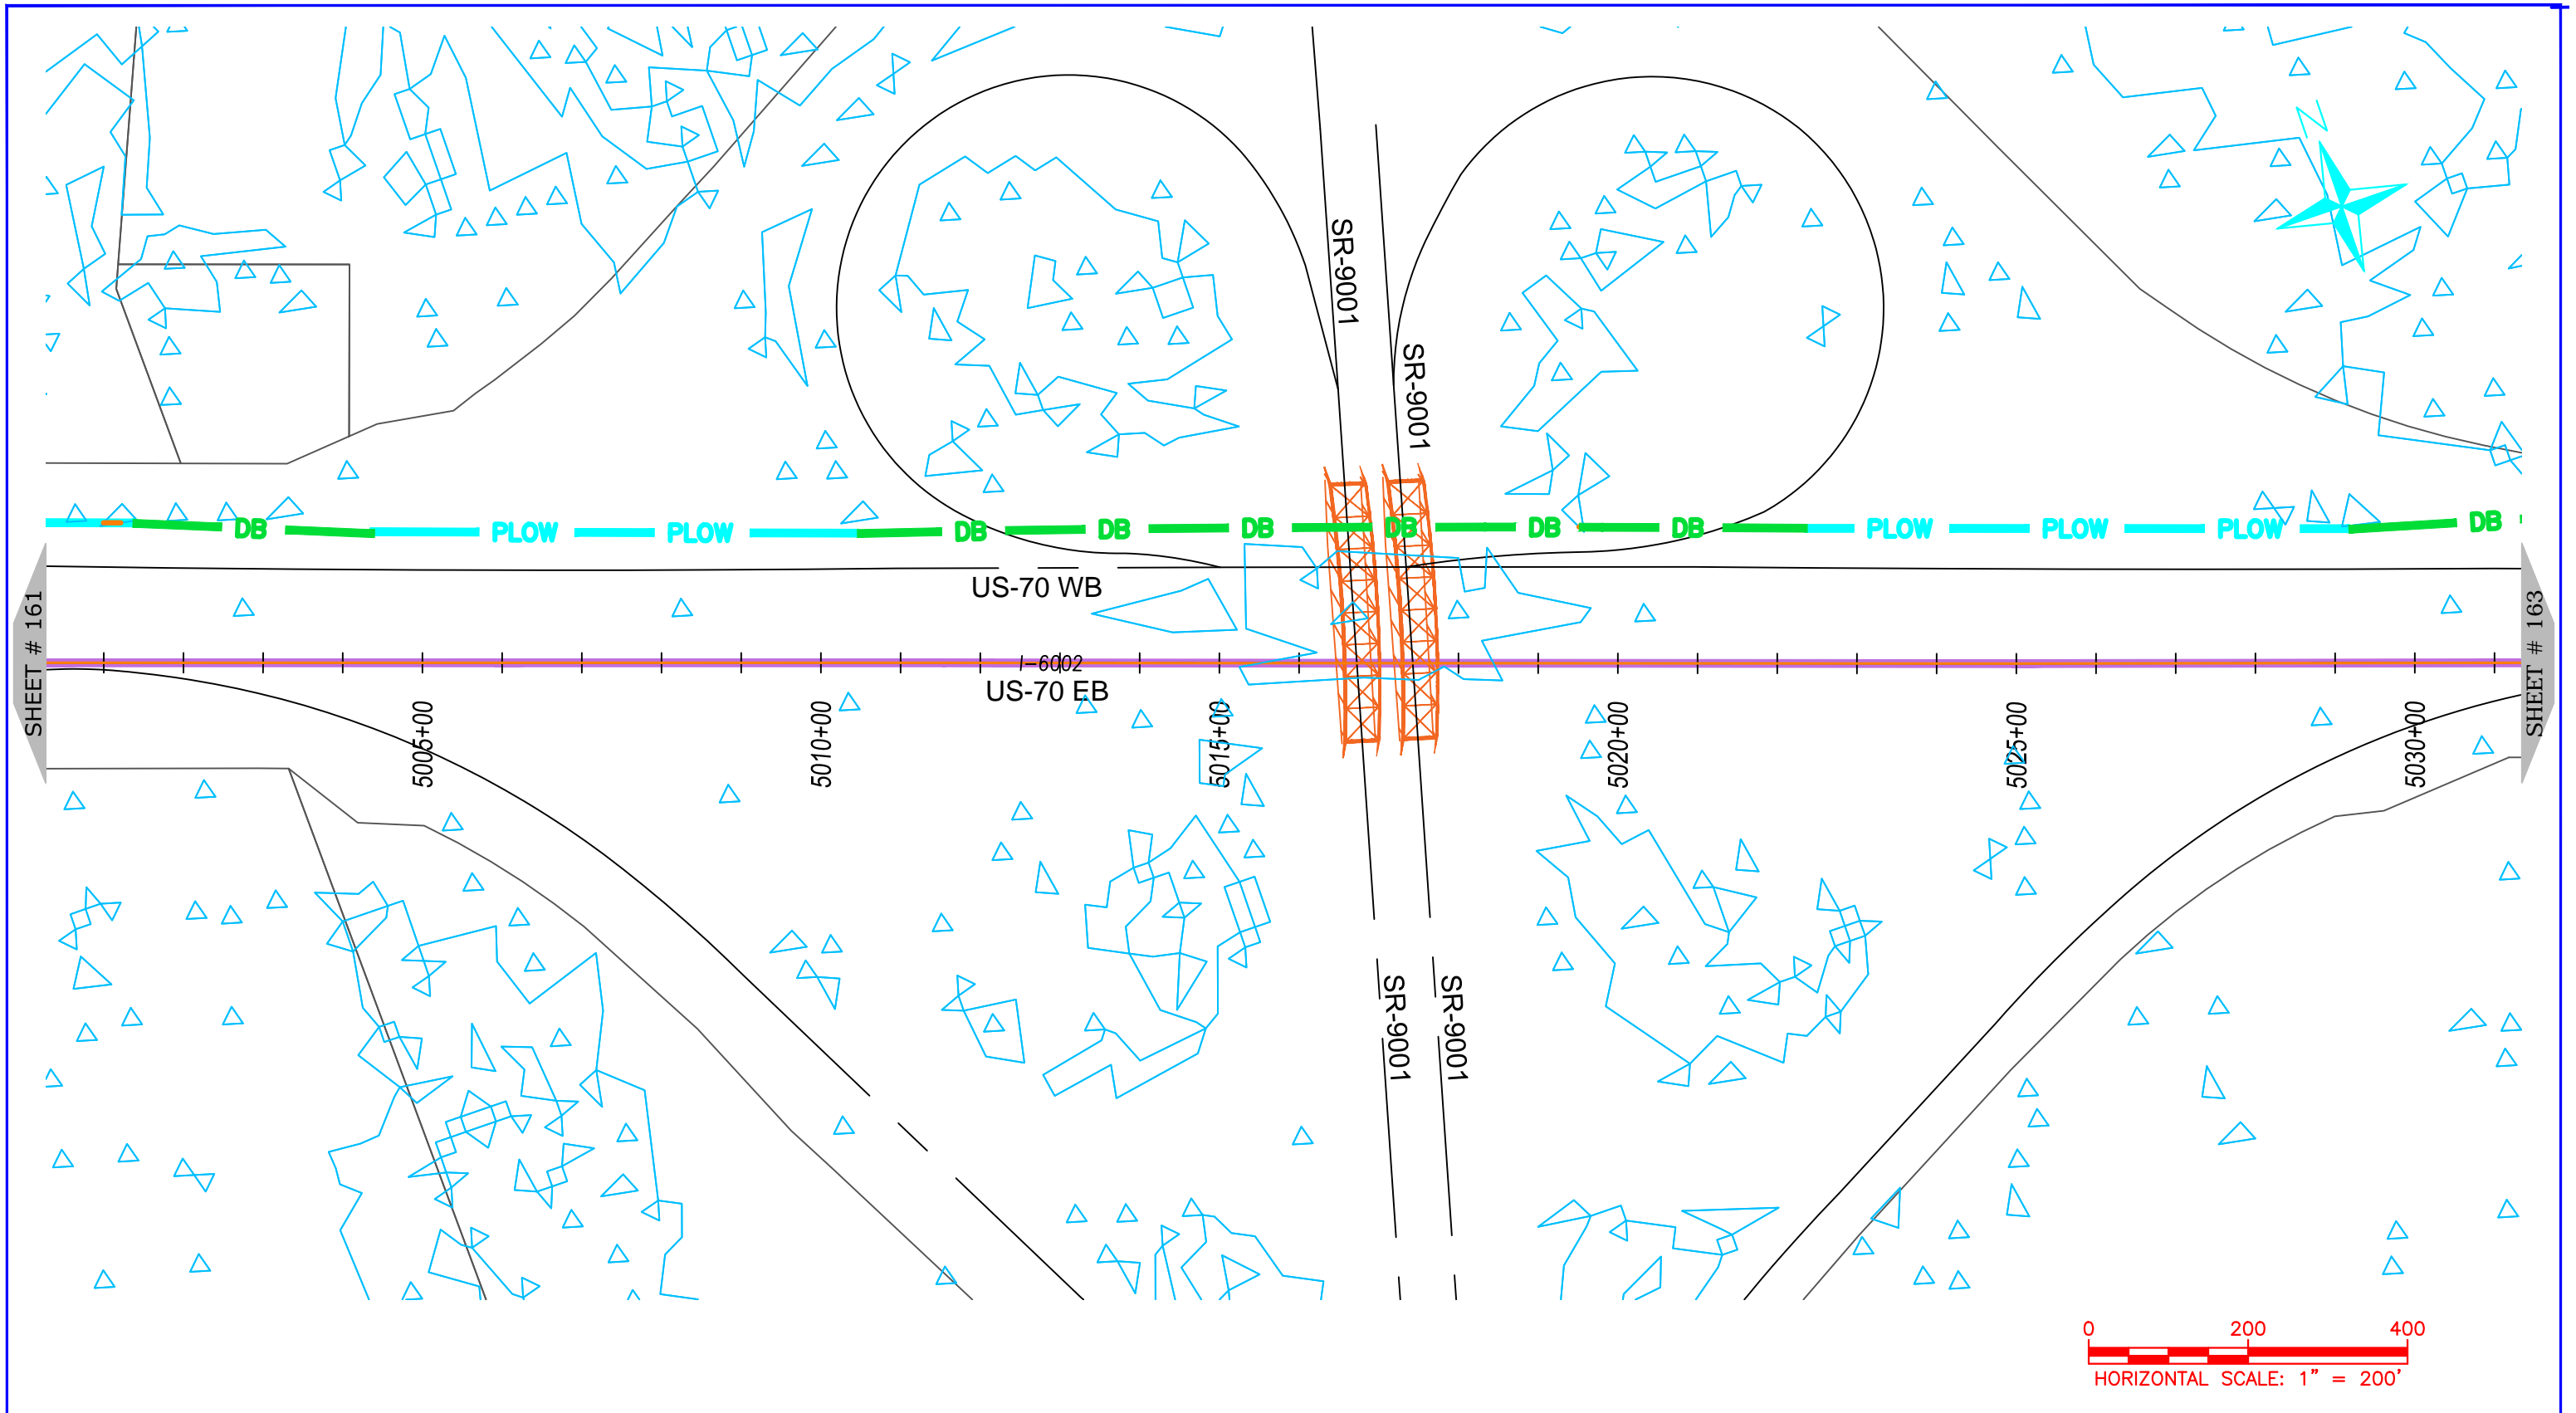 N
SR-9001
SR-9001
DB
PLOW
PLOW
DB
DB
DB
DB
DB
DB
PLOW
PLOW
PLOW
DB
US-70 WB
SHEET # 161
SHEET # 163
I-6002
US-70 EB
5005+00
5010+00
5015+00
5020+00
5025+00
5030+00
SR-9001
SR-9001
0 200 400
HORIZONTAL SCALE: 1" = 200'